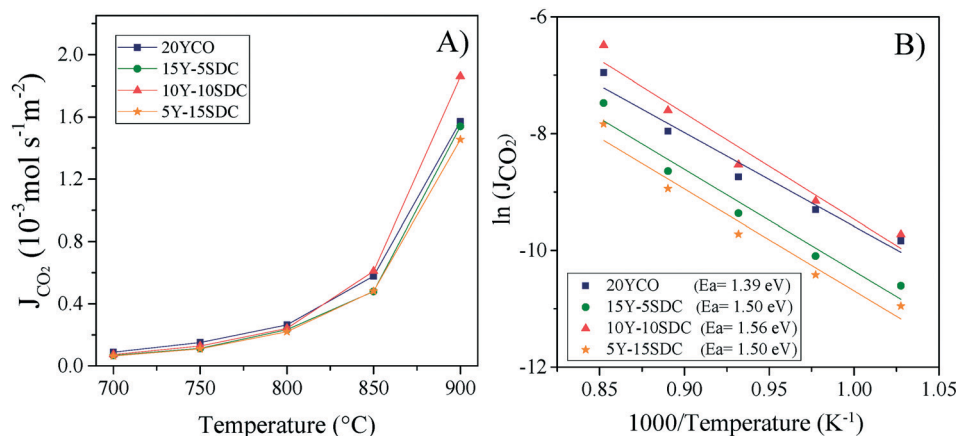 A)
20YCO
15Y-5SDC
10Y-10SDC
5Y-15SDC
J_CO₂ (10⁻³mol s⁻¹m⁻²)
2.0
1.6
1.2
0.8
0.4
0.0
700 750 800 850 900
Temperature (°C)
B)
ln (J_CO₂)
-6
-8
-10
-12
20YCO (Ea= 1.39 eV)
15Y-5SDC (Ea= 1.50 eV)
10Y-10SDC (Ea= 1.56 eV)
5Y-15SDC (Ea= 1.50 eV)
0.85 0.90 0.95 1.00 1.05
1000/Temperature (K⁻¹)